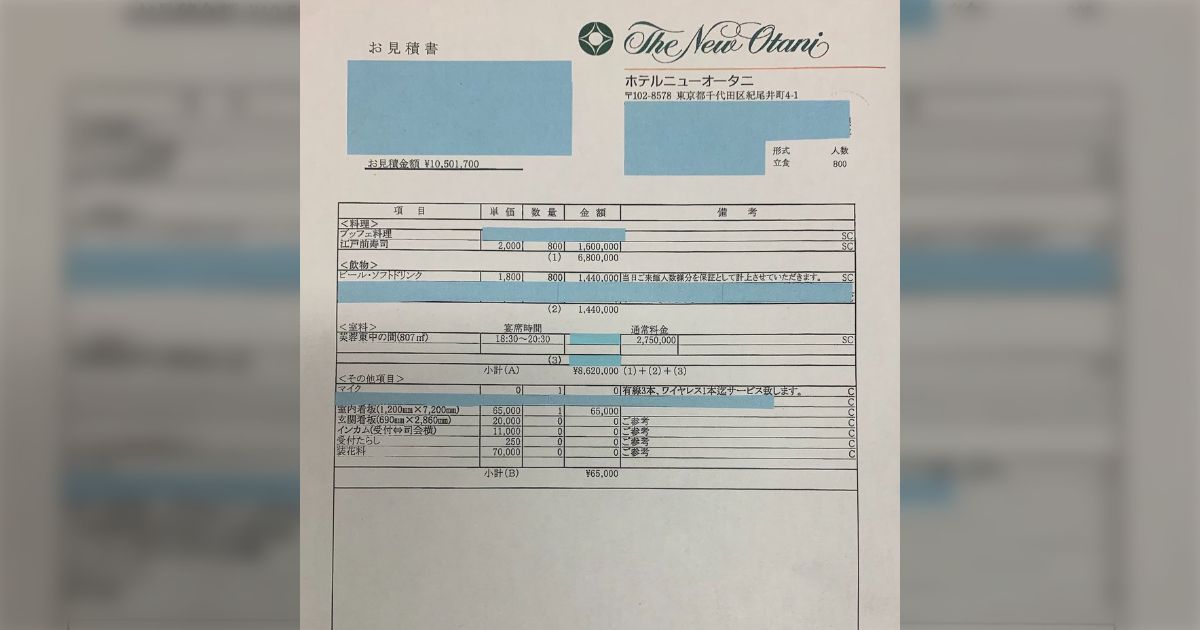 お見積書
The New Otani
ホテルニューオータニ
〒102-8578 東京都千代田区紀尾井町4-1
形式 人数
立食 800
お見積金額 ¥10,501,700
項 目 単 価 数 量 金 額 備 考
<料理>
ブッフェ料理 SC
江戸前寿司 2,000 800 1,600,000 SC
(1) 6,800,000
<飲物>
ビール・ソフトドリンク 1,800 800 1,440,000 当日ご来館人数様分を保証として計上させていただきます。 SC
(2) 1,440,000
<室料> 宴席時間 通常料金
芙蓉東中の間(807㎡) 18:30～20:30 2,750,000 SC
(3)
小計(A) ¥8,620,000 (1)+(2)+(3)
<その他項目>
マイク 0 1 0 有線3本、ワイヤレス1本迄サービス致します。 C
C
室内看板(1,200㎜×7,200㎜) 65,000 1 65,000 C
玄関看板(690㎜×2,860㎜) 20,000 0 0 ご参考 C
インカム(受付⇔司会横) 11,000 0 0 ご参考 C
受付たらし 250 0 0 ご参考 C
装花料 70,000 0 0 ご参考 C
小計(B) ¥65,000